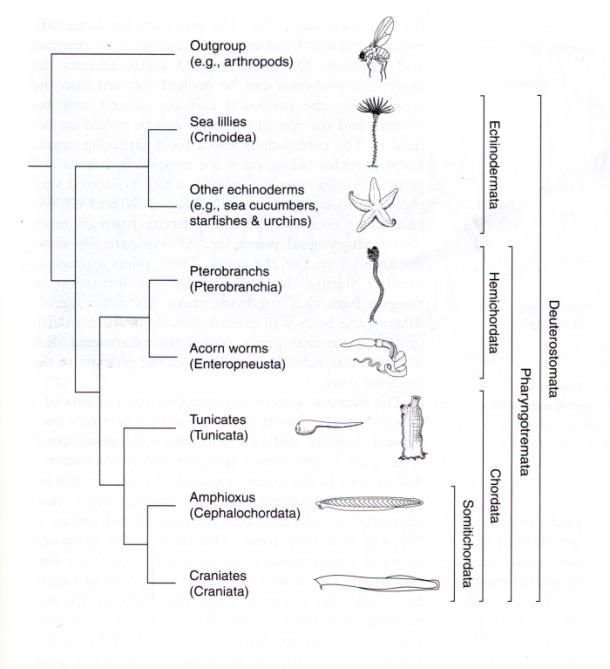 Outgroup
(e.g., arthropods)
Sea lillies
(Crinoidea)
Other echinoderms
(e.g., sea cucumbers,
starfishes & urchins)
Pterobranchs
(Pterobranchia)
Acorn worms
(Enteropneusta)
Tunicates
(Tunicata)
Amphioxus
(Cephalochordata)
Craniates
(Craniata)
Echinodermata
Hemichordata
Chordata
Somitichordata
Pharyngotremata
Deuterostomata